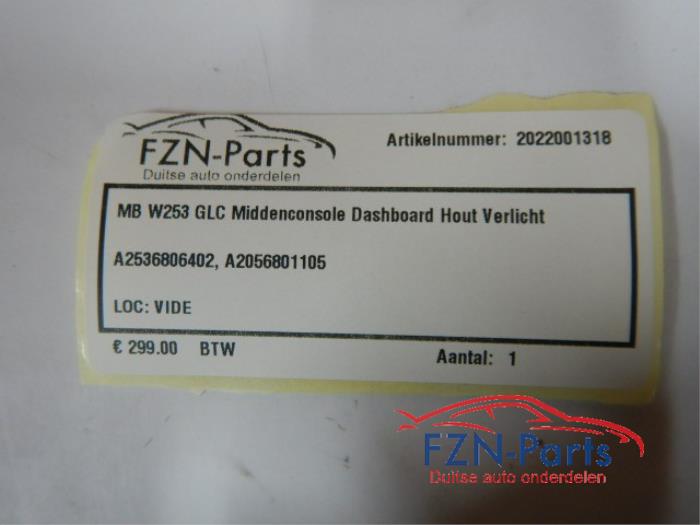 FZN-Parts
Duitse auto onderdelen
Artikelnummer: 2022001318
MB W253 GLC Middenconsole Dashboard Hout Verlicht
A2536806402, A2056801105
LOC: VIDE
€ 299.00 BTW
Aantal: 1
FZN-Parts
Duitse auto onderdelen